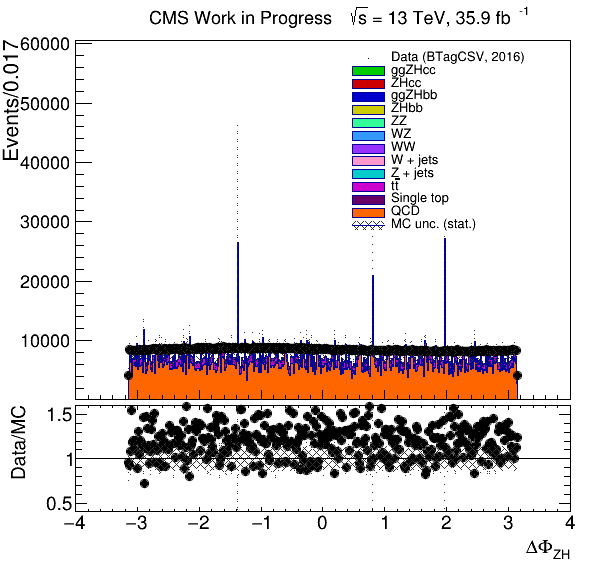 CMS Work in Progress √s = 13 TeV, 35.9 fb⁻¹
Events/0.017
60000
50000
40000
30000
20000
10000
Data (BTagCSV, 2016)
ggZHcc
ZHcc
ggZHbb
ZHbb
ZZ
WZ
WW
W + jets
Z + jets
tt̅
Single top
QCD
MC unc. (stat.)
Data/MC
1.5
1
0.5
−4 −3 −2 −1 0 1 2 3 4
ΔΦ_ZH